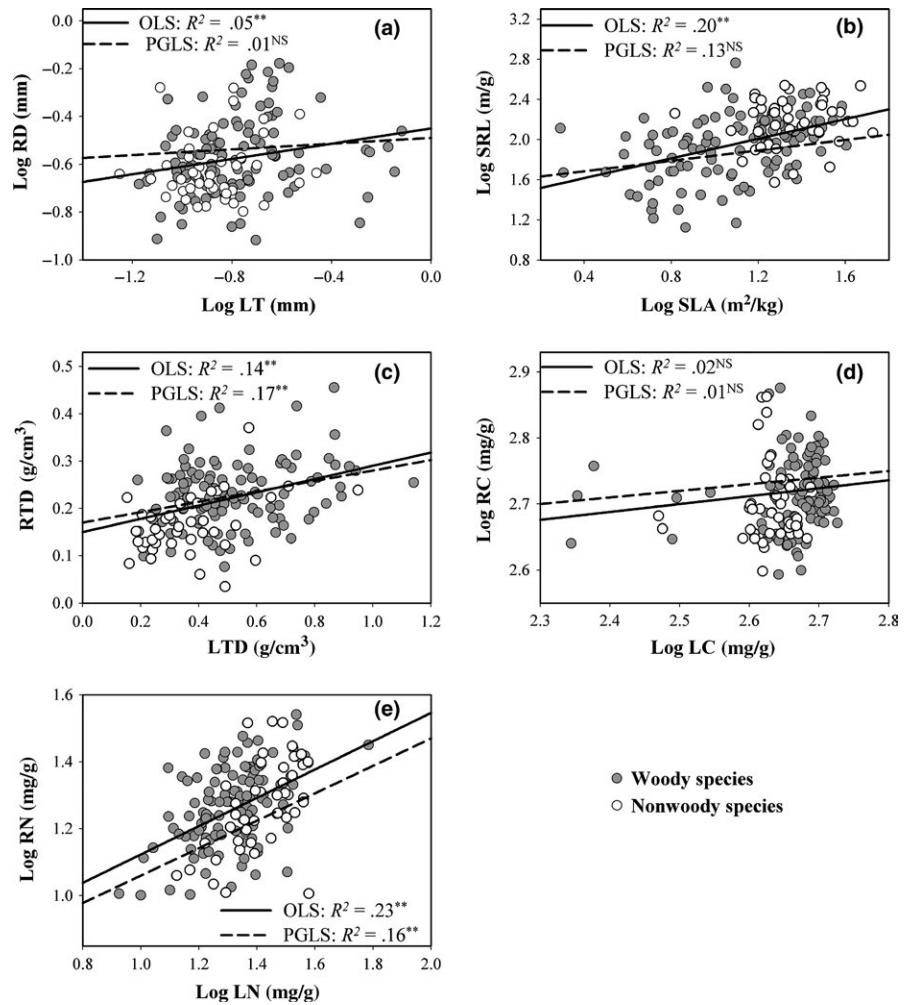 OLS: R² = .05**
PGLS: R² = .01NS
(a)
0.0
−0.2
−0.4
−0.6
−0.8
−1.0
Log RD (mm)
−1.2
−0.8
−0.4
0.0
Log LT (mm)
OLS: R² = .20**
PGLS: R² = .13NS
(b)
2.9
2.5
2.1
1.6
1.2
0.8
Log SRL (m/g)
0.4
0.8
1.2
1.6
Log SLA (m²/kg)
OLS: R² = .14**
PGLS: R² = .17**
(c)
0.5
0.4
0.3
0.2
0.1
0.0
RTD (g/cm³)
0.0
0.2
0.4
0.6
0.8
1.0
1.2
LTD (g/cm³)
OLS: R² = .02NS
PGLS: R² = .01NS
(d)
2.9
2.8
2.7
2.6
Log RC (mg/g)
2.3
2.4
2.5
2.6
2.7
2.8
Log LC (mg/g)
(e)
1.6
1.4
1.2
1.0
Log RN (mg/g)
OLS: R² = .23**
PGLS: R² = .16**
0.8
1.0
1.2
1.4
1.6
1.8
2.0
Log LN (mg/g)
Woody species
Nonwoody species